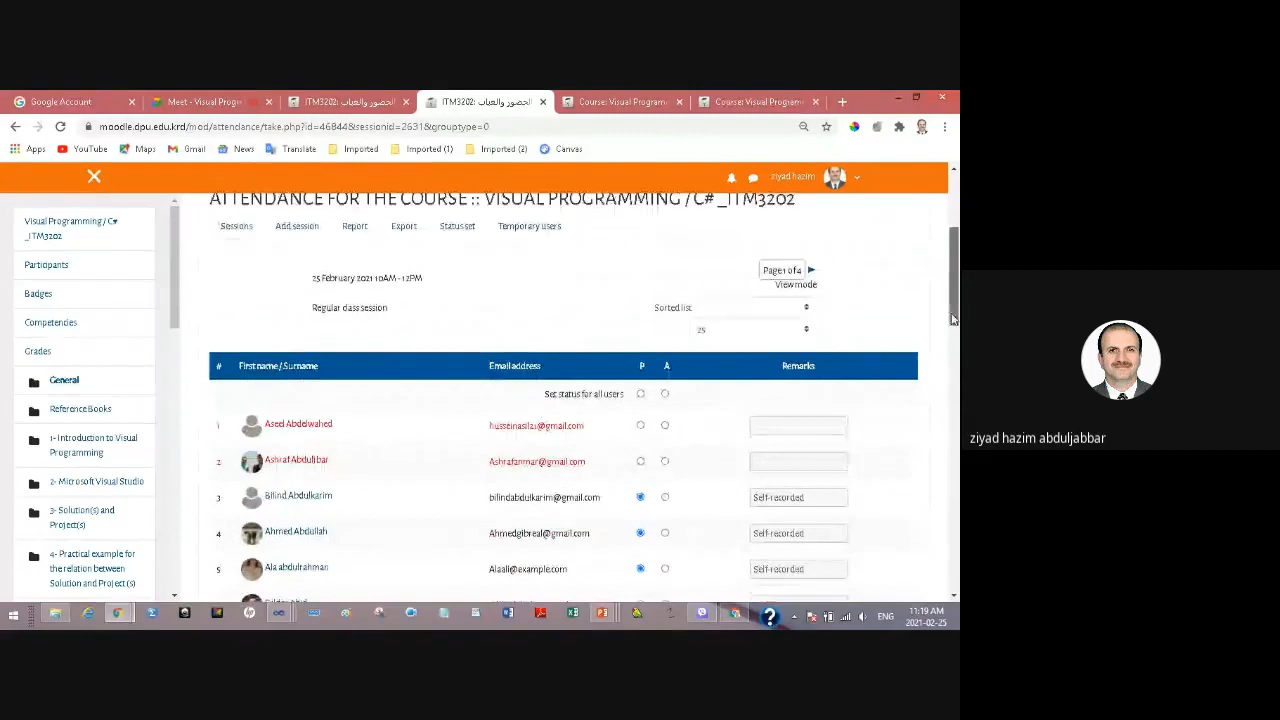 Google Account
Meet - Visual Progr
ITM3202: الحضور والغياب
ITM3202: الحضور والغياب
Course: Visual Program
Course: Visual Program
moodle.dpu.edu.krd/mod/attendance/take.php?id=46844&sessionid=2631&grouptype=0
Apps YouTube Maps Gmail News Translate Imported Imported (1) Imported (2) Canvas
ziyad hazim
ATTENDANCE FOR THE COURSE :: VISUAL PROGRAMMING / C# _ITM3202
Visual Programming / C#
_ITM3202
Participants
Badges
Competencies
Grades
General
Reference Books
1- Introduction to Visual
Programming
2- Microsoft Visual Studio
3- Solution(s) and
Project(s)
4- Practical example for
the relation between
Solution and Project (s)
Sessions Add session Report Export Status set Temporary users
25 February 2021 10AM - 12PM
Page 1 of 4
View mode
Regular class session
Sorted list
25
# First name / Surname Email address P A Remarks
Set status for all users
1 Aseel Abdelwahed husseinasil21@gmail.com
2 Ashraf Abduljbar Ashrafanmar@gmail.com
3 Bilind Abdulkarim bilindabdulkarim@gmail.com Self-recorded
4 Ahmed Abdullah Ahmedgibreal@gmail.com Self-recorded
5 Ala abdulrahman Alaali@example.com Self-recorded
ENG
11:19 AM
2021-02-25
ziyad hazim abduljabbar